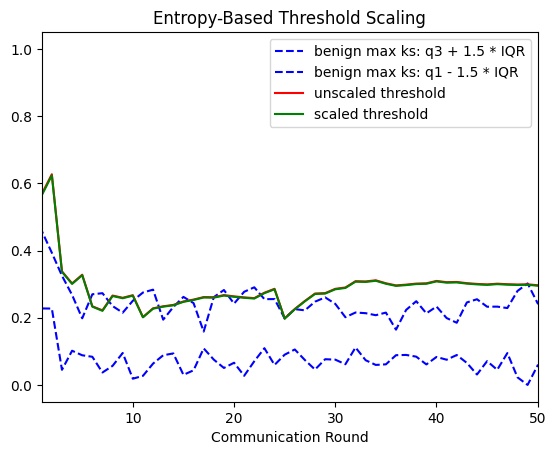 Entropy-Based Threshold Scaling
benign max ks: q3 + 1.5 * IQR
benign max ks: q1 - 1.5 * IQR
unscaled threshold
scaled threshold
1.0
0.8
0.6
0.4
0.2
0.0
10 20 30 40 50
Communication Round